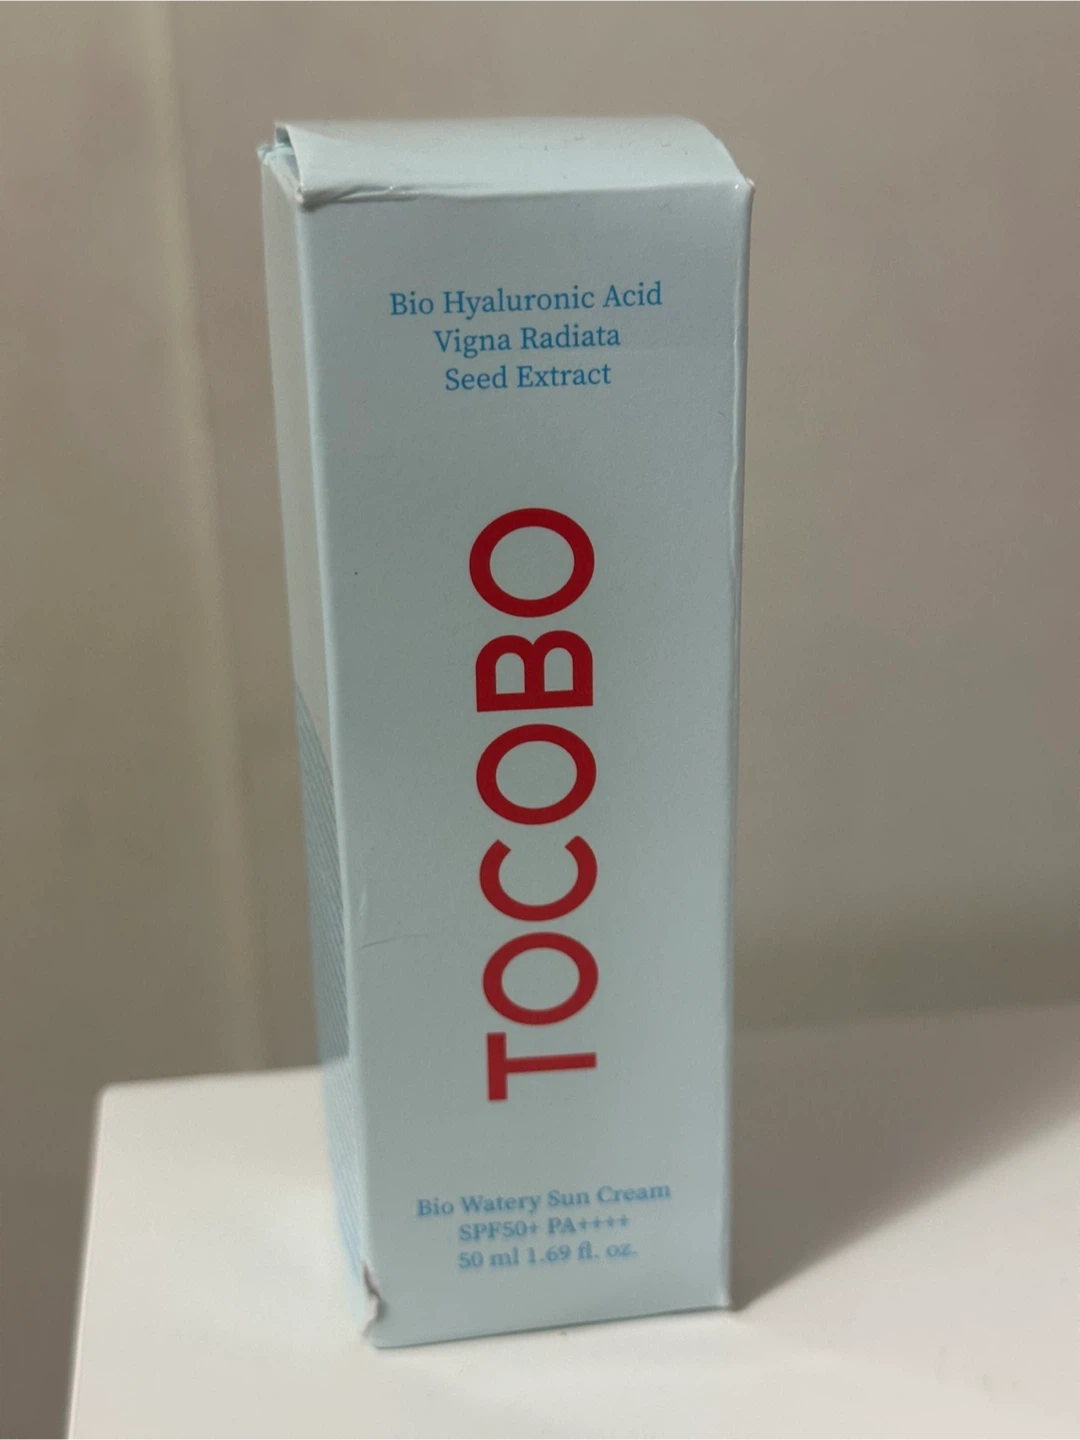 Bio Hyaluronic Acid
Vigna Radiata
Seed Extract
TOCOBO
Bio Watery Sun Cream
SPF50+ PA++++
50 ml 1.69 fl. oz.